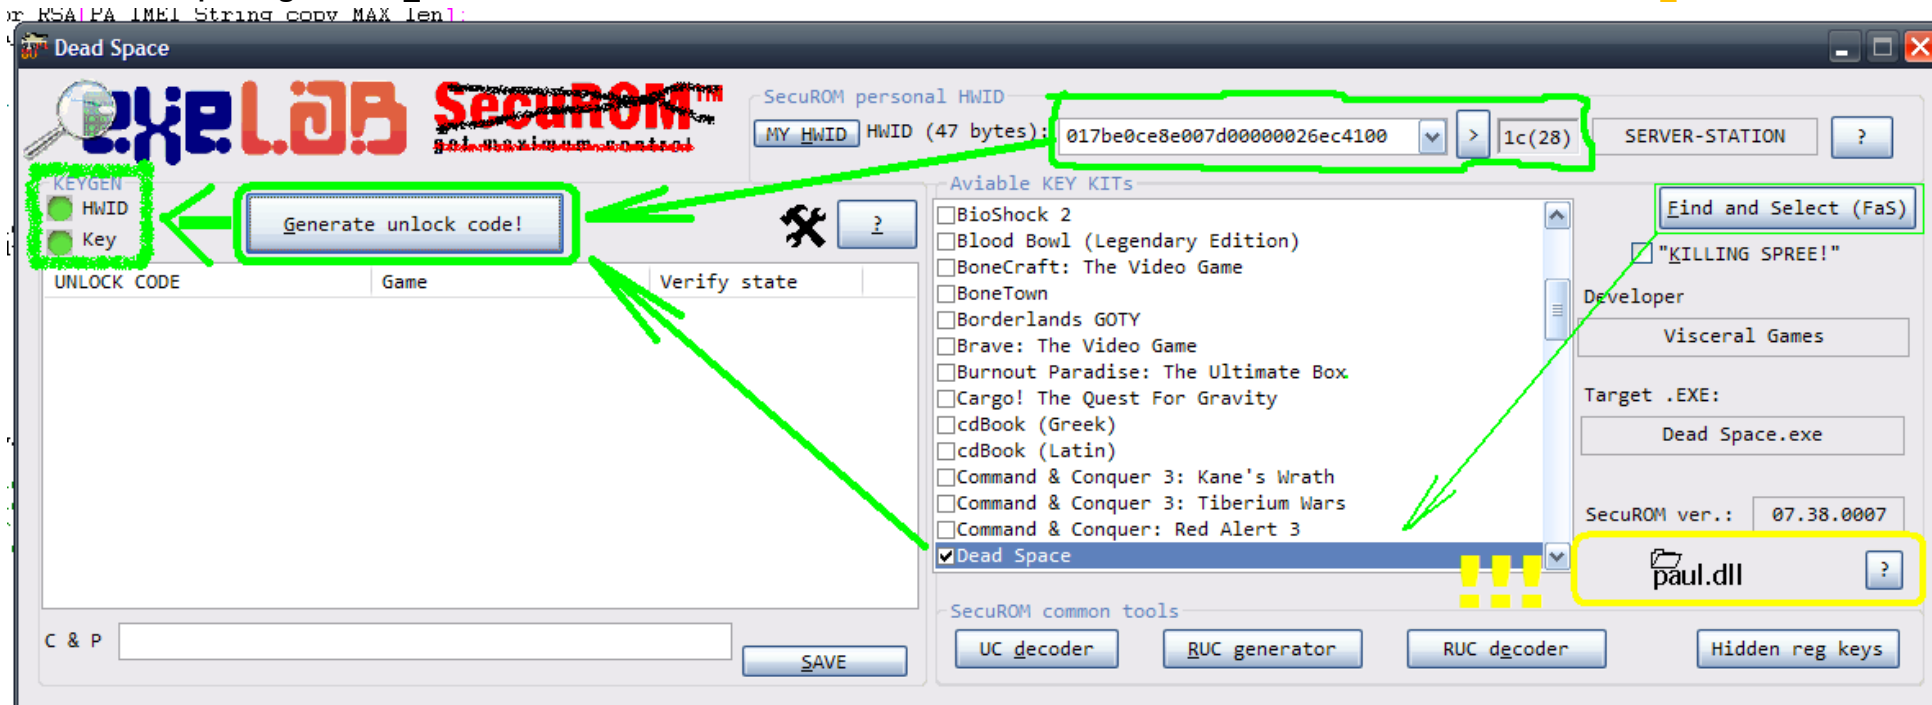 or RSA[PA_IMEI_String_copy_MAX_len];
Dead Space
.exeL@B
SecuROM™
SecuROM personal HWID
MY HWID HWID (47 bytes): 017be0ce8e007d00000026ec4100 > 1c(28) SERVER-STATION ?
KEYGEN
HWID
Key
Generate unlock code!
?
UNLOCK CODE Game Verify state
C & P
SAVE
Aviable KEY KITs
BioShock 2
Blood Bowl (Legendary Edition)
BoneCraft: The Video Game
BoneTown
Borderlands GOTY
Brave: The Video Game
Burnout Paradise: The Ultimate Box
Cargo! The Quest For Gravity
cdBook (Greek)
cdBook (Latin)
Command & Conquer 3: Kane's Wrath
Command & Conquer 3: Tiberium Wars
Command & Conquer: Red Alert 3
Dead Space
!!!
Find and Select (FaS)
"KILLING SPREE!"
Developer
Visceral Games
Target .EXE:
Dead Space.exe
SecuROM ver.: 07.38.0007
paul.dll ?
SecuROM common tools
UC decoder RUC generator RUC decoder Hidden reg keys